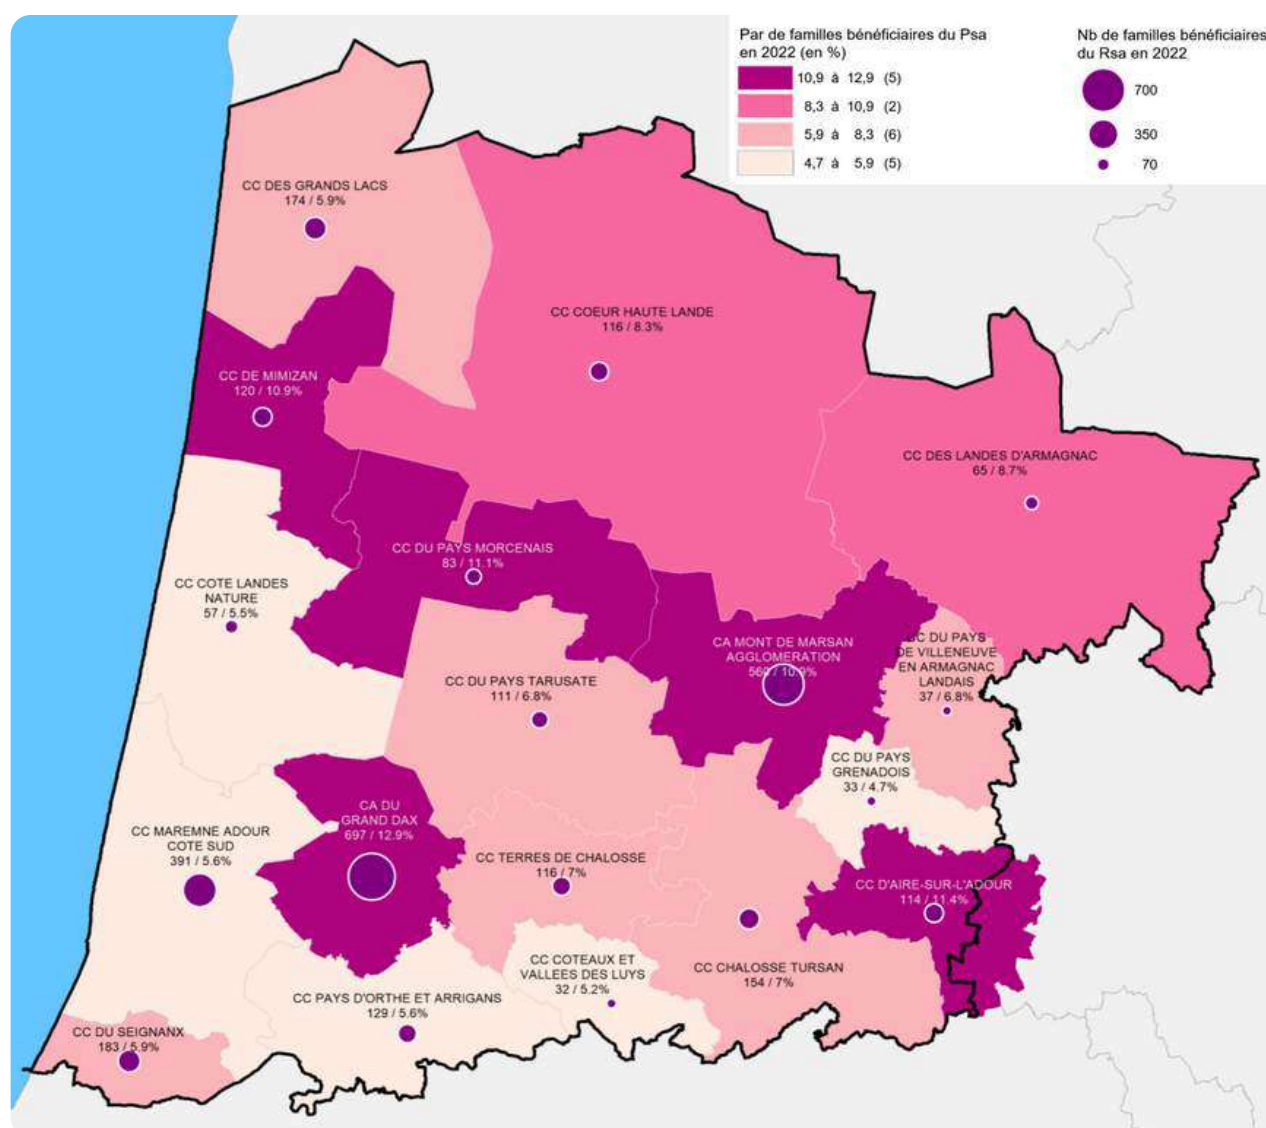 Par de familles bénéficiaires du Psa
en 2022 (en %)
10,9 à 12,9 (5)
8,3 à 10,9 (2)
5,9 à 8,3 (6)
4,7 à 5,9 (5)
Nb de familles bénéficiaires
du Rsa en 2022
700
350
70
CC DES GRANDS LACS
174 / 5.9%
CC COEUR HAUTE LANDE
116 / 8.3%
CC DE MIMIZAN
120 / 10.9%
CC DES LANDES D'ARMAGNAC
65 / 8.7%
CC DU PAYS MORCENAIS
83 / 11.1%
CC COTE LANDES
NATURE
57 / 5.5%
CA MONT DE MARSAN
AGGLOMERATION
/ 10.9%
CC DU PAYS
DE VILLENEUVE
EN ARMAGNAC
LANDAIS
37 / 6.8%
CC DU PAYS TARUSATE
111 / 6.8%
CC DU PAYS
GRENADOIS
33 / 4.7%
CA DU
GRAND DAX
697 / 12.9%
CC MAREMNE ADOUR
COTE SUD
391 / 5.6%
CC TERRES DE CHALOSSE
116 / 7%
CC D'AIRE-SUR-L'ADOUR
114 / 11.4%
CC COTEAUX ET
VALLEES DES LUYS
32 / 5.2%
CC CHALOSSE TURSAN
154 / 7%
CC PAYS D'ORTHE ET ARRIGANS
129 / 5.6%
CC DU SEIGNANX
183 / 5.9%